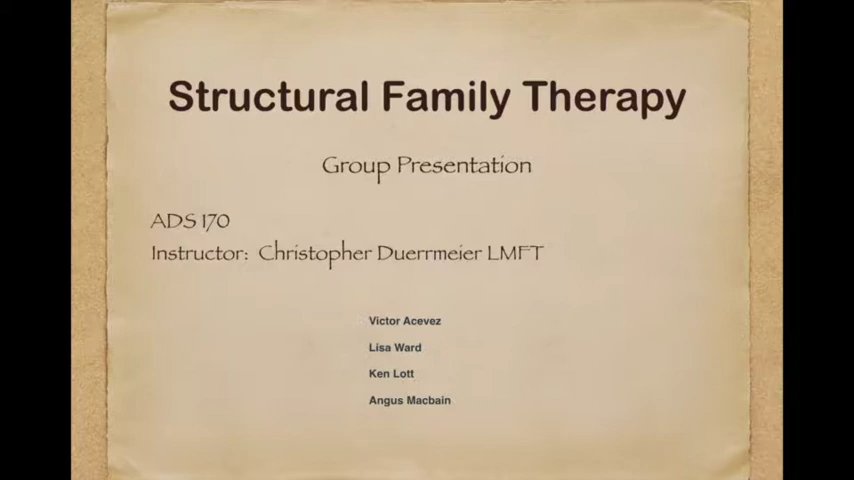 Structural Family Therapy
Group Presentation
ADS 170
Instructor: Christopher Duerrmeier LMFT
Victor Acevez
Lisa Ward
Ken Lott
Angus Macbain